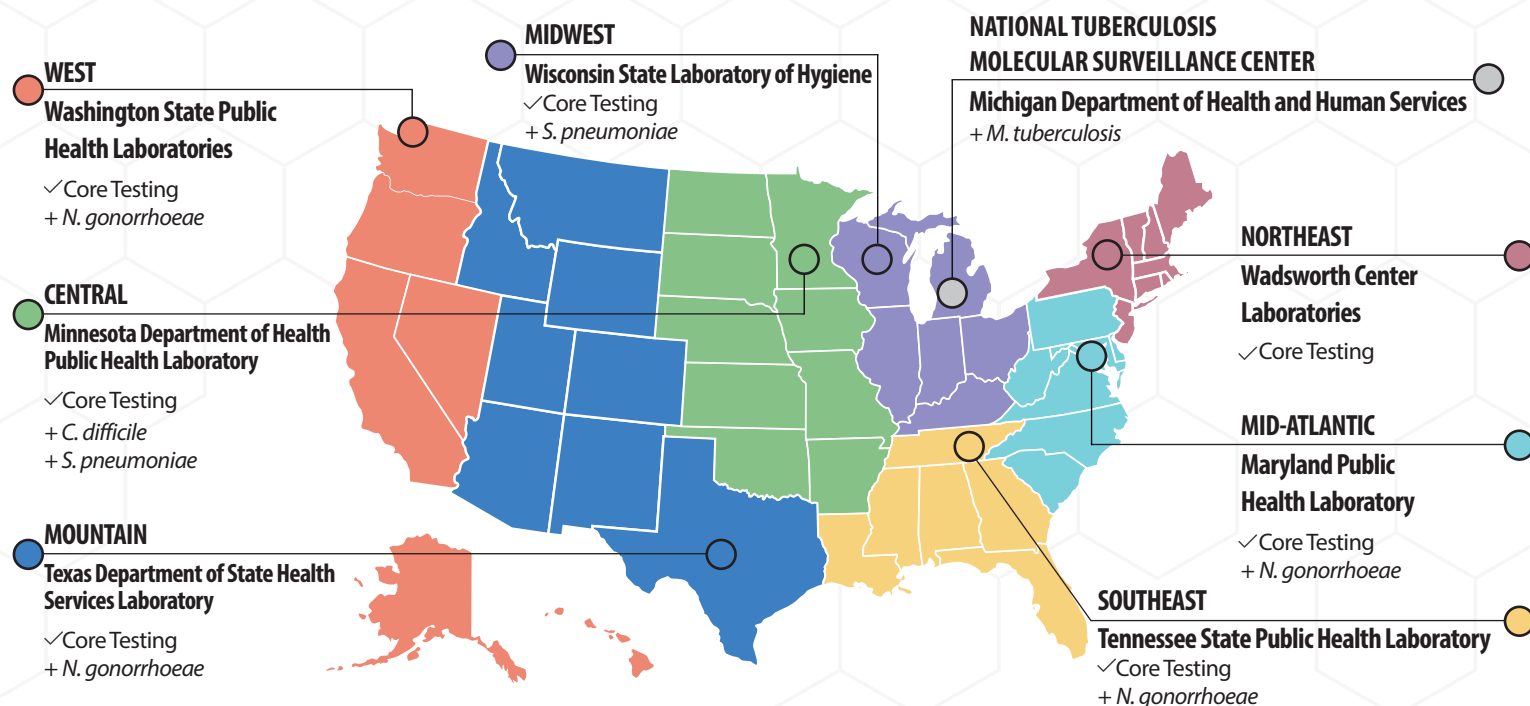 WEST
Washington State Public
Health Laboratories
✓Core Testing
+ N. gonorrhoeae
CENTRAL
Minnesota Department of Health
Public Health Laboratory
✓Core Testing
+ C. difficile
+ S. pneumoniae
MOUNTAIN
Texas Department of State Health
Services Laboratory
✓Core Testing
+ N. gonorrhoeae
MIDWEST
Wisconsin State Laboratory of Hygiene
✓Core Testing
+ S. pneumoniae
NATIONAL TUBERCULOSIS
MOLECULAR SURVEILLANCE CENTER
Michigan Department of Health and Human Services
+ M. tuberculosis
NORTHEAST
Wadsworth Center
Laboratories
✓Core Testing
MID-ATLANTIC
Maryland Public
Health Laboratory
✓Core Testing
+ N. gonorrhoeae
SOUTHEAST
Tennessee State Public Health Laboratory
✓Core Testing
+ N. gonorrhoeae